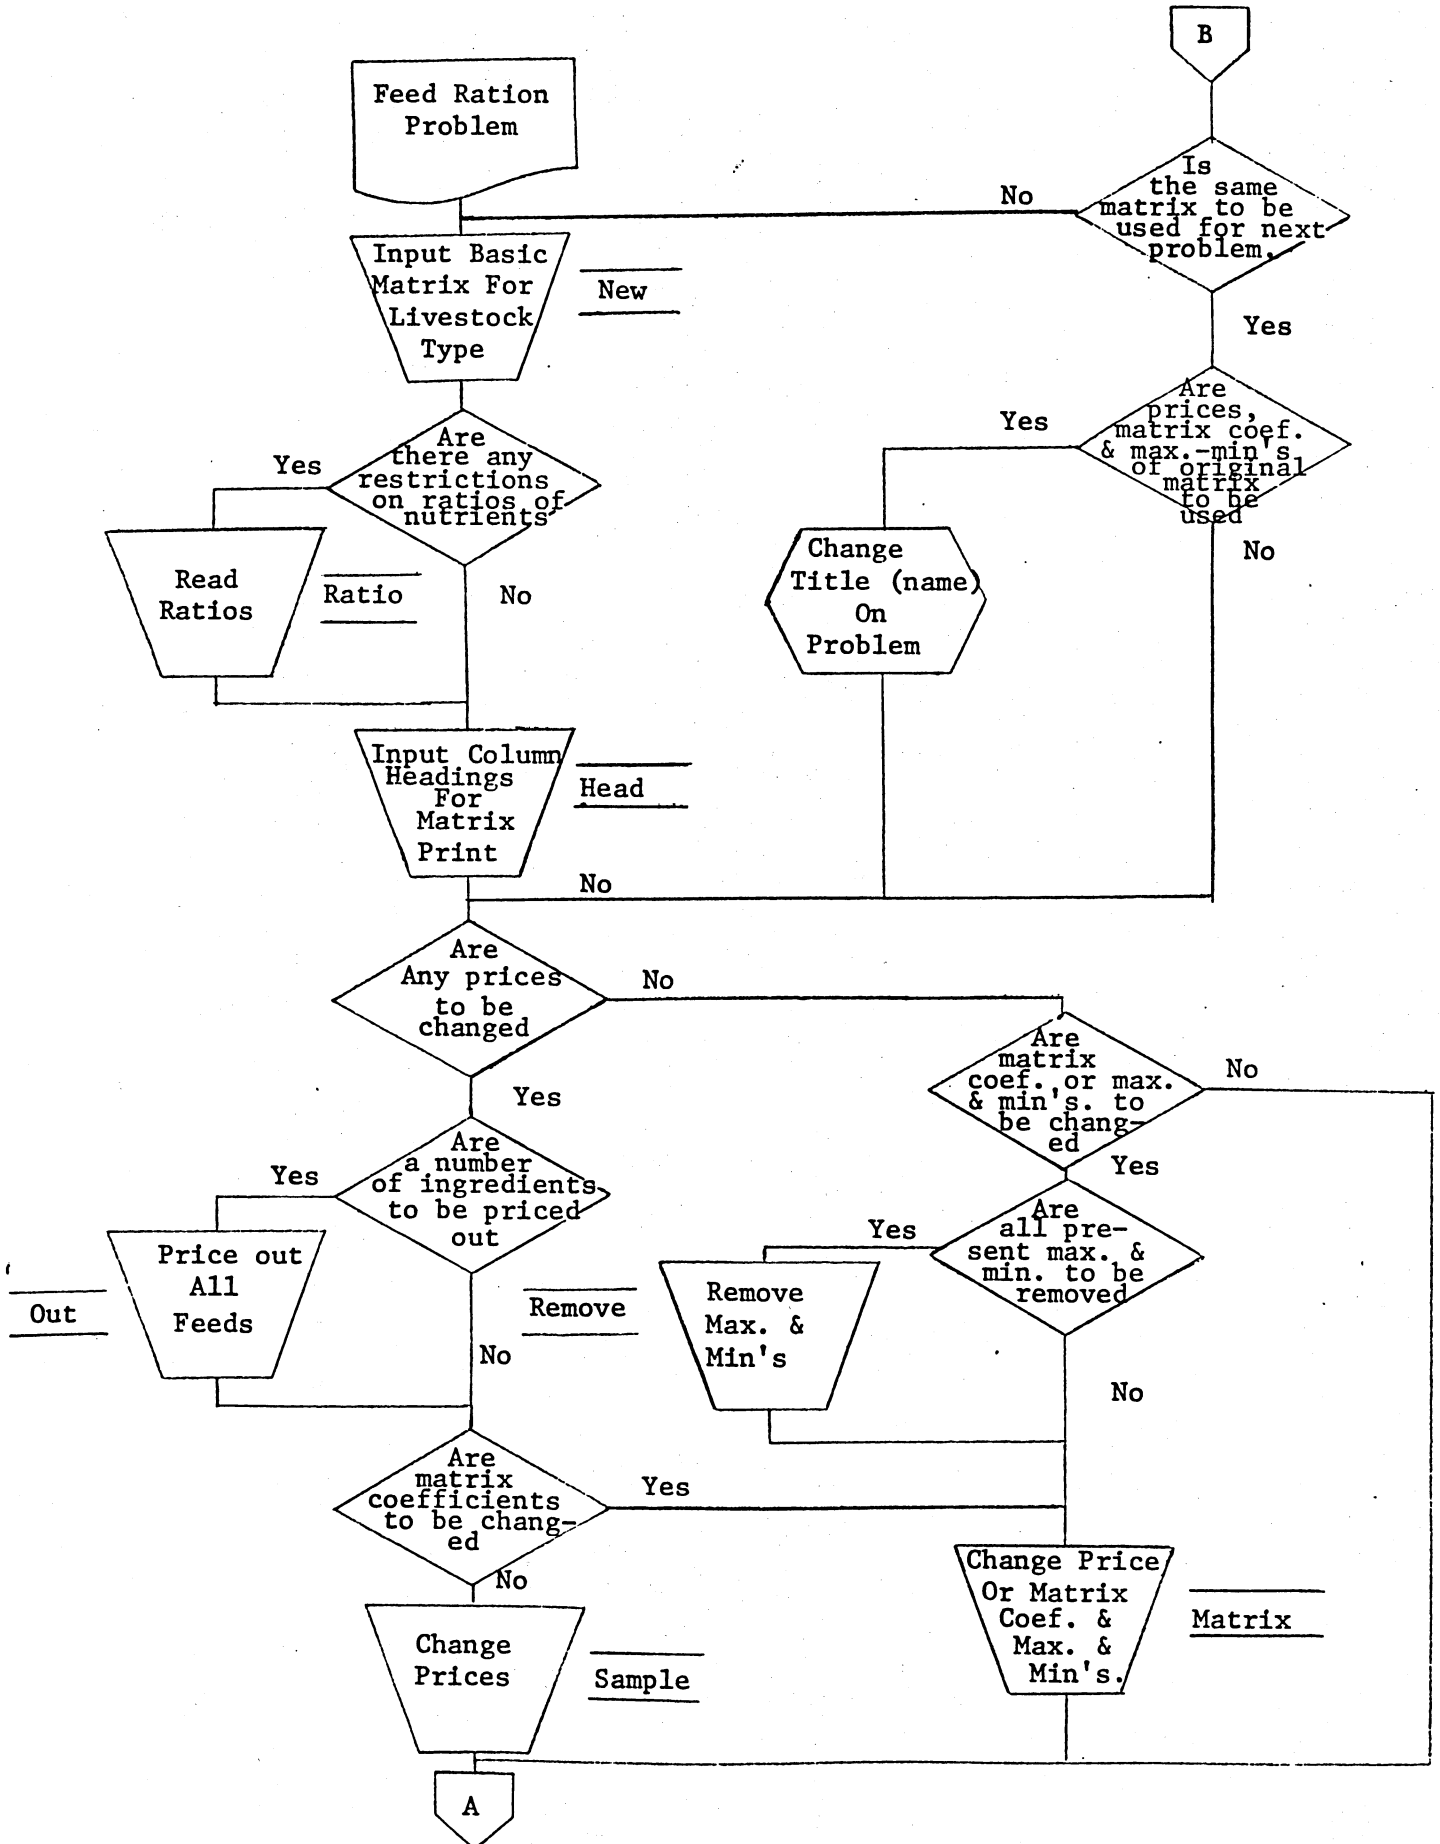 B
Feed Ration
Problem
Is
the same
matrix to be
used for next
problem.
No
Yes
Input Basic
Matrix For
Livestock
Type
New
Are
prices,
matrix coef.
& max.-min's
of original
matrix
to be
used
Yes
No
Are
there any
restrictions
on ratios of
nutrients
Yes
No
Read
Ratios
Ratio
Change
Title (name)
On
Problem
Input Column
Headings
For
Matrix
Print
Head
No
Are
Any prices
to be
changed
No
Yes
Are
matrix
coef. or max.
& min's. to
be chang-
ed
No
Yes
Are
a number
of ingredients
to be priced
out
Yes
No
Price out
All
Feeds
Out
Are
all pre-
sent max. &
min. to be
removed
Yes
No
Remove
Max. &
Min's
Remove
Are
matrix
coefficients
to be chang-
ed
Yes
No
Change Price
Or Matrix
Coef. &
Max. &
Min's.
Matrix
Change
Prices
Sample
A